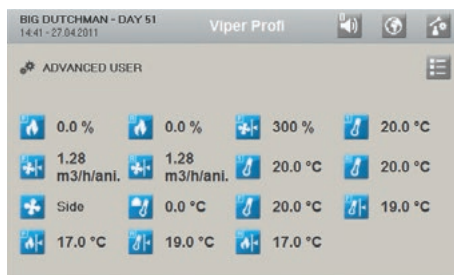 BIG DUTCHMAN - DAY 51
14:41 - 27.04.2011
Viper Profi
ADVANCED USER
0.0 % 0.0 % 300 % 20.0 °C
1.28 m3/h/ani. 1.28 m3/h/ani. 20.0 °C 20.0 °C
Side 0.0 °C 20.0 °C 19.0 °C
17.0 °C 19.0 °C 17.0 °C